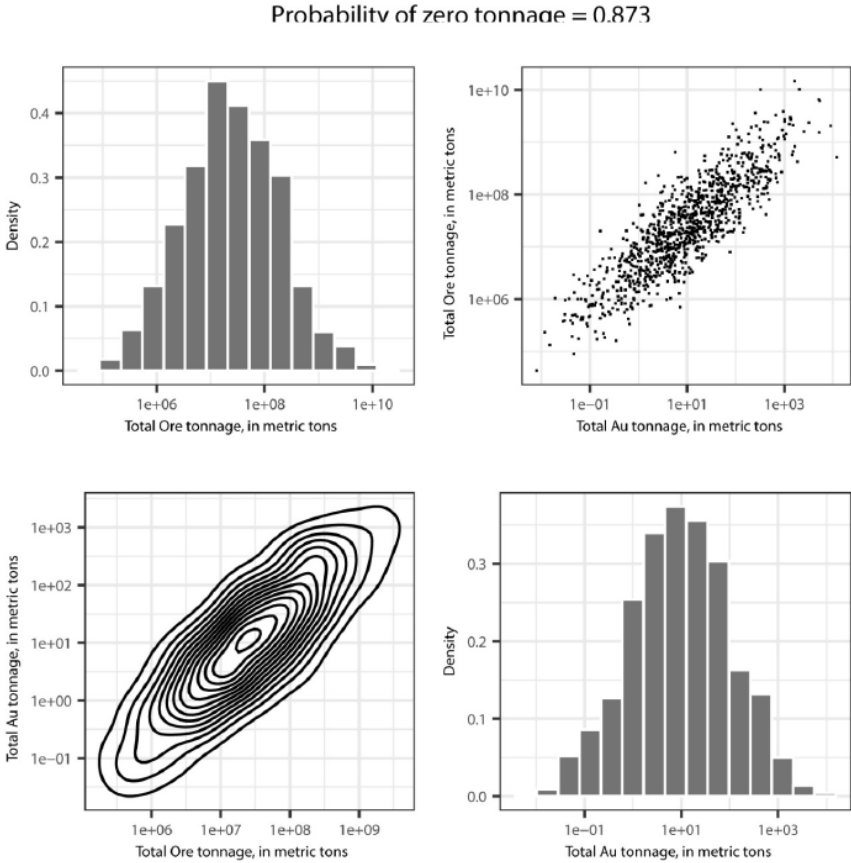 Probability of zero tonnage = 0.873
0.4
0.3
0.2
0.1
0.0
Density
1e+06 1e+08 1e+10
Total Ore tonnage, in metric tons
1e+10
1e+08
1e+06
Total Ore tonnage, in metric tons
1e−01 1e+01 1e+03
Total Au tonnage, in metric tons
1e+03
1e+02
1e+01
1e+00
1e−01
Total Au tonnage, in metric tons
1e+06 1e+07 1e+08 1e+09
Total Ore tonnage, in metric tons
0.3
0.2
0.1
0.0
Density
1e−01 1e+01 1e+03
Total Au tonnage, in metric tons